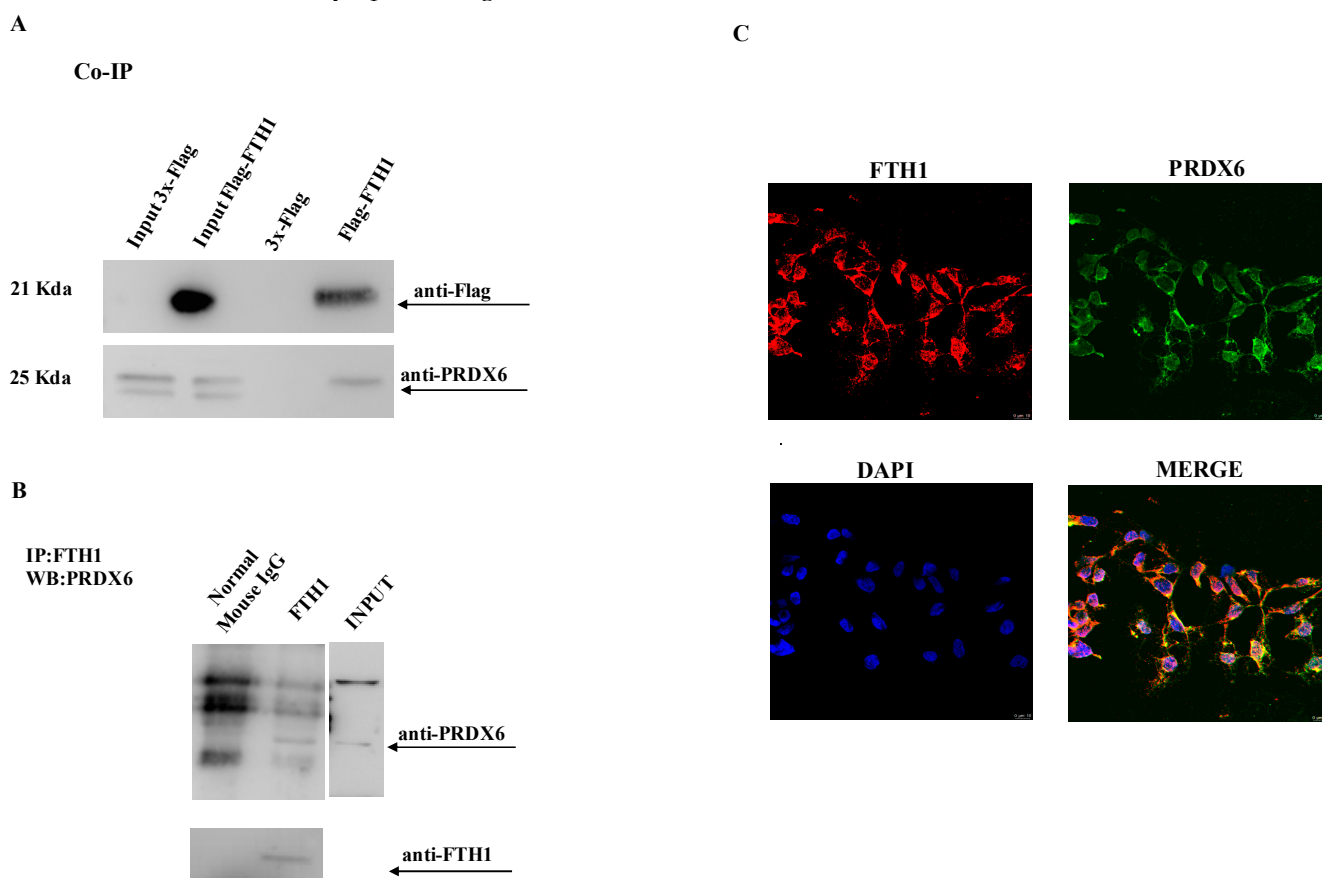 A
Co-IP
Input 3x-Flag
Input Flag-FTH1
3x-Flag
Flag-FTH1
21 Kda
anti-Flag
25 Kda
anti-PRDX6
B
IP:FTH1
WB:PRDX6
Normal
Mouse IgG
FTH1
INPUT
anti-PRDX6
anti-FTH1
C
FTH1
PRDX6
DAPI
MERGE